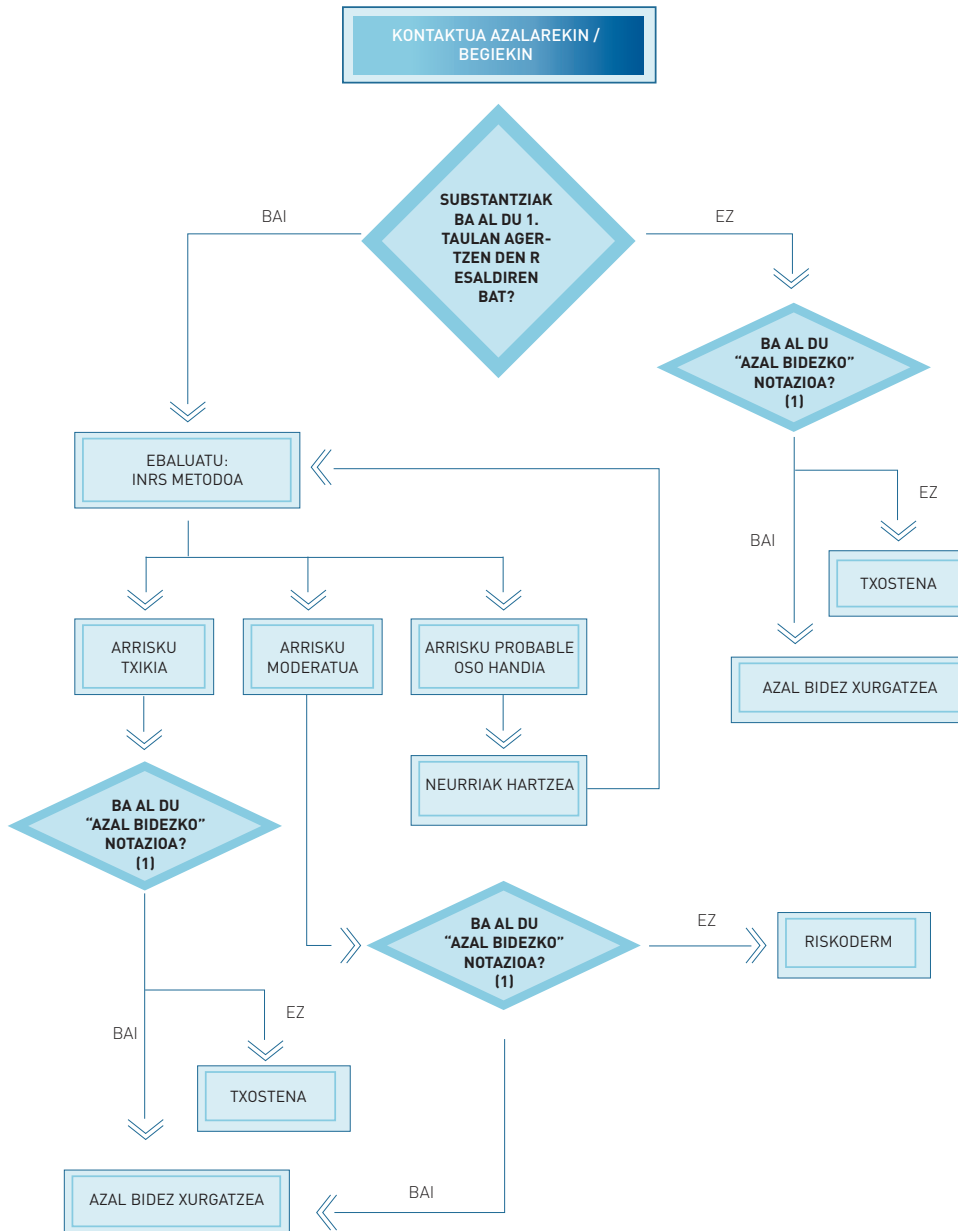 KONTAKTUA AZALAREKIN /
BEGIEKIN
SUBSTANTZIAK
BA AL DU 1.
TAULAN AGER-
TZEN DEN R
ESALDIREN
BAT?
BAI
EZ
BA AL DU
“AZAL BIDEZKO”
NOTAZIOA?
(1)
EBALUATU:
INRS METODOA
EZ
BAI
TXOSTENA
AZAL BIDEZ XURGATZEA
ARRISKU
TXIKIA
ARRISKU
MODERATUA
ARRISKU PROBABLE
OSO HANDIA
NEURRIAK HARTZEA
BA AL DU
“AZAL BIDEZKO”
NOTAZIOA?
(1)
BA AL DU
“AZAL BIDEZKO”
NOTAZIOA?
(1)
EZ
RISKODERM
EZ
BAI
TXOSTENA
BAI
AZAL BIDEZ XURGATZEA